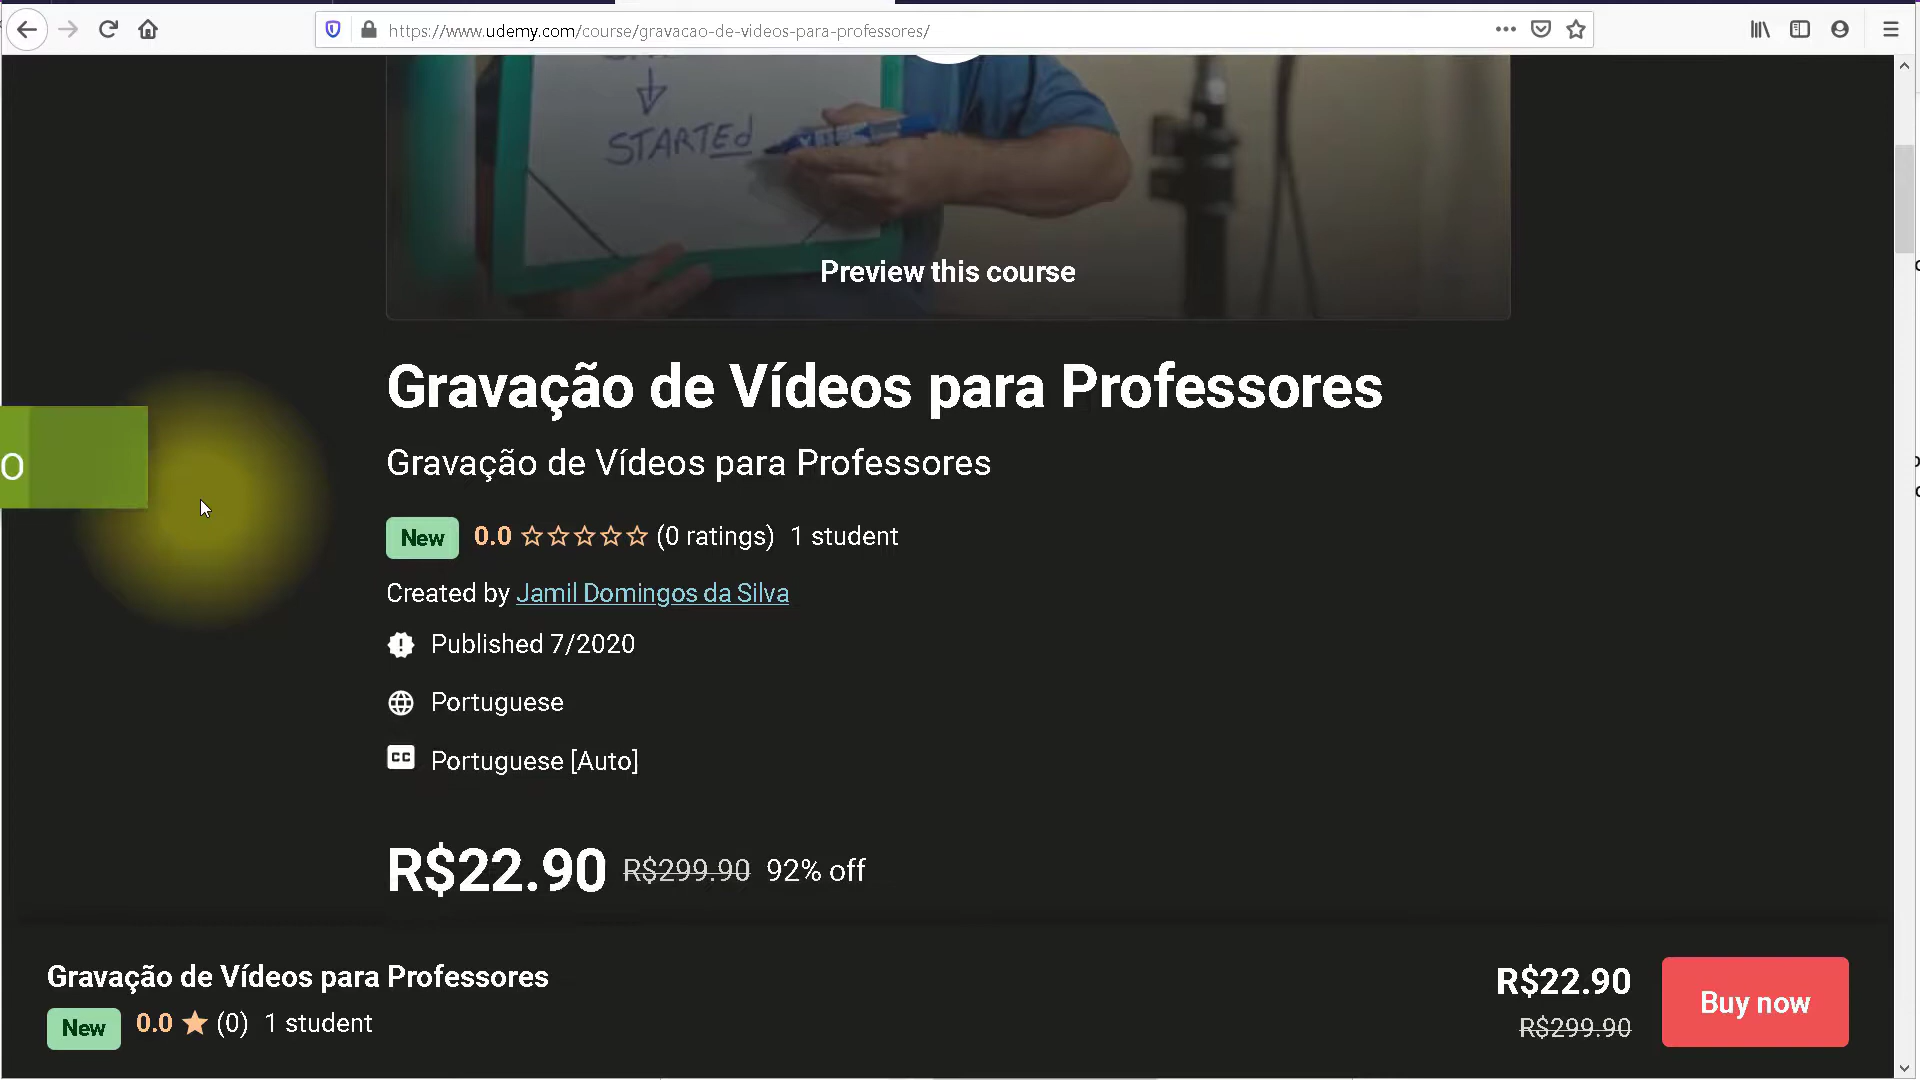 https://www.udemy.com/course/gravacao-de-videos-para-professores/
STARTEd
Preview this course
Gravação de Vídeos para Professores
Gravação de Vídeos para Professores
O
New 0.0 (0 ratings) 1 student
Created by Jamil Domingos da Silva
Published 7/2020
Portuguese
CC Portuguese [Auto]
R$22.90 R$299.90 92% off
Gravação de Vídeos para Professores
New 0.0 (0) 1 student
R$22.90
R$299.90
Buy now